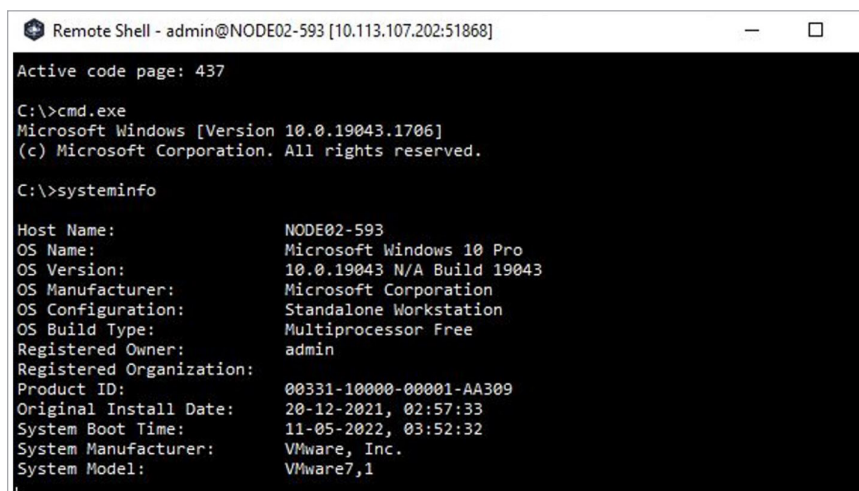 Remote Shell - admin@NODE02-593 [10.113.107.202:51868]
Active code page: 437
C:\>cmd.exe
Microsoft Windows [Version 10.0.19043.1706]
(c) Microsoft Corporation. All rights reserved.
C:\>systeminfo
Host Name: NODE02-593
OS Name: Microsoft Windows 10 Pro
OS Version: 10.0.19043 N/A Build 19043
OS Manufacturer: Microsoft Corporation
OS Configuration: Standalone Workstation
OS Build Type: Multiprocessor Free
Registered Owner: admin
Registered Organization:
Product ID: 00331-10000-00001-AA309
Original Install Date: 20-12-2021, 02:57:33
System Boot Time: 11-05-2022, 03:52:32
System Manufacturer: VMware, Inc.
System Model: VMware7,1